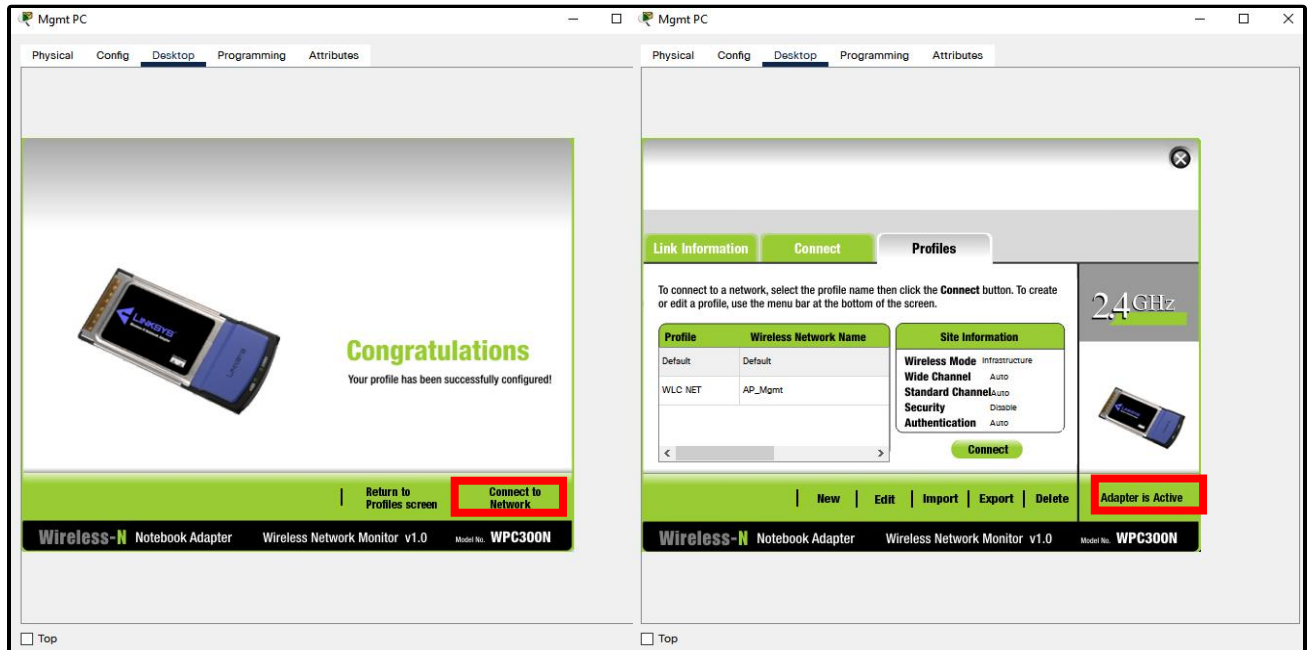 Mgmt PC
Physical Config Desktop Programming Attributes
LINKSYS
Congratulations
Your profile has been successfully configured!
Return to
Profiles screen
Connect to
Network
Wireless-N Notebook Adapter Wireless Network Monitor v1.0 Model No. WPC300N
Top
Mgmt PC
Physical Config Desktop Programming Attributes
Link Information Connect Profiles
To connect to a network, select the profile name then click the Connect button. To create
or edit a profile, use the menu bar at the bottom of the screen.
2.4GHz
Profile Wireless Network Name
Default Default
WLC NET AP_Mgmt
Site Information
Wireless Mode Infrastructure
Wide Channel Auto
Standard Channel Auto
Security Disable
Authentication Auto
Connect
New Edit Import Export Delete
Adapter is Active
Wireless-N Notebook Adapter Wireless Network Monitor v1.0 Model No. WPC300N
Top